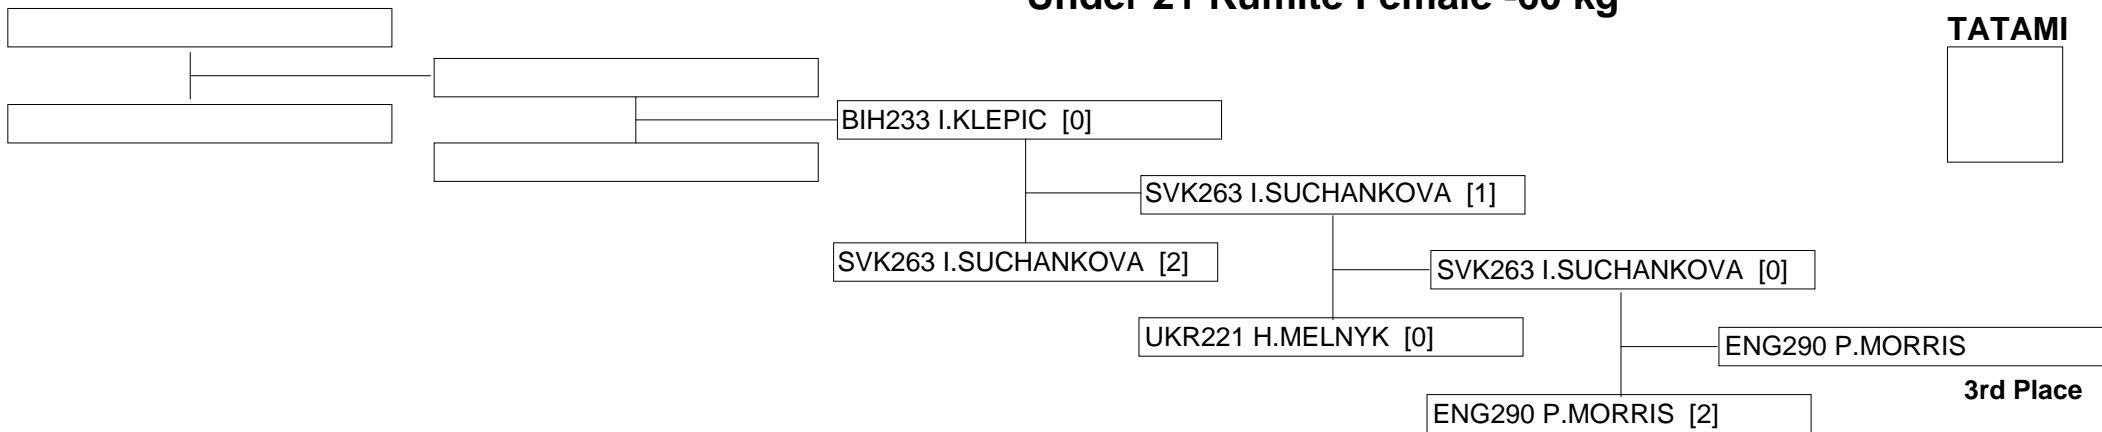 Under 21 Kumite Female -60 kg
TATAMI
BIH233 I.KLEPIC [0]
SVK263 I.SUCHANKOVA [1]
SVK263 I.SUCHANKOVA [2]
SVK263 I.SUCHANKOVA [0]
UKR221 H.MELNYK [0]
ENG290 P.MORRIS
3rd Place
ENG290 P.MORRIS [2]